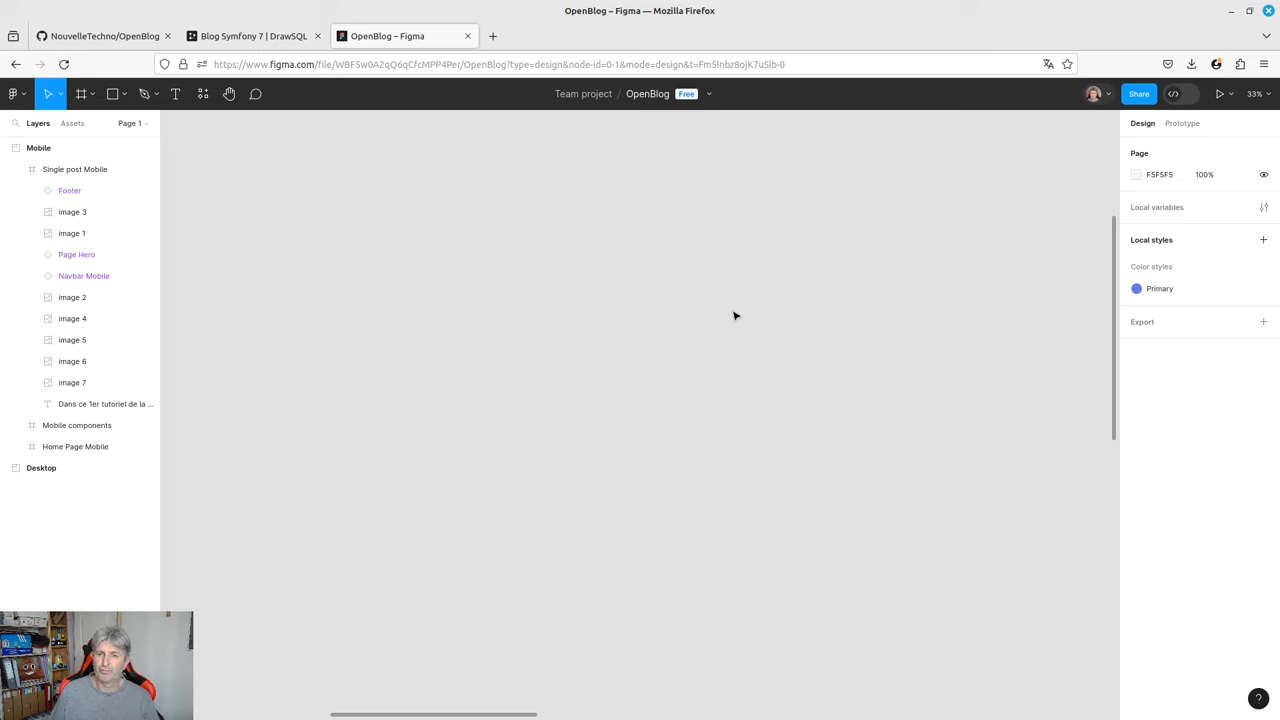 OpenBlog – Figma — Mozilla Firefox
NouvelleTechno/OpenBlog
Blog Symfony 7 | DrawSQL
OpenBlog – Figma
https://www.figma.com/file/WBFSw0A2qQ6qCfcMPP4Per/OpenBlog?type=design&node-id=0-1&mode=design&t=Fm5lnbz8ojK7uSlb-0
Team project / OpenBlog Free
Share
33%
Layers Assets Page 1
Mobile
Single post Mobile
Footer
image 3
image 1
Page Hero
Navbar Mobile
image 2
image 4
image 5
image 6
image 7
Dans ce 1er tutoriel de la ...
Mobile components
Home Page Mobile
Desktop
Design Prototype
Page
F5F5F5 100%
Local variables
Local styles
Color styles
Primary
Export
?